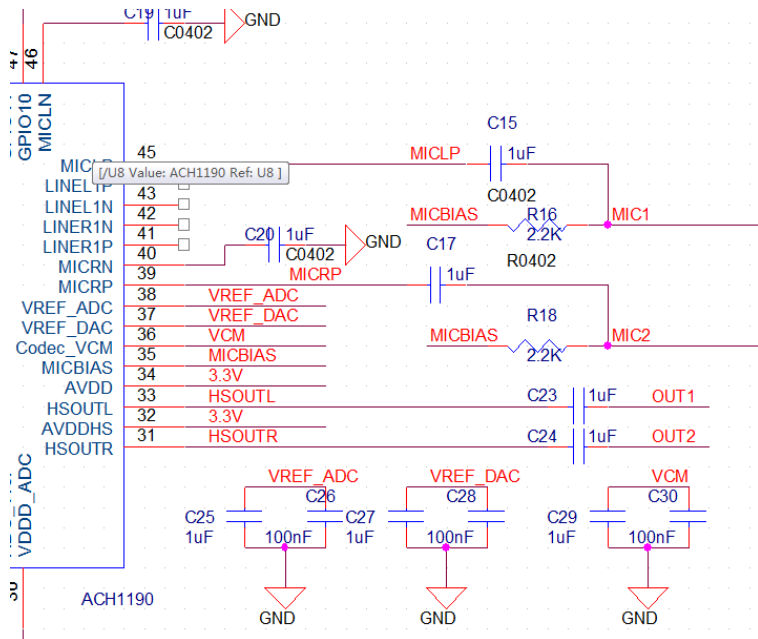 C19 1uF
C0402
GND
47
46
GPIO10
MICLN
45
[/U8 Value: ACH1190 Ref: U8 ]
LINEL1P
43
LINEL1N
42
LINER1N
41
LINER1P
40
MICRN
39
MICRP
38
VREF_ADC
37
VREF_DAC
36
Codec_VCM
35
MICBIAS
34
AVDD
33
HSOUTL
32
AVDDHS
31
HSOUTR
VDDD_ADC
30
ACH1190
MICLP
C15
1uF
C0402
MICBIAS
R16
2.2K
R0402
MIC1
C20
1uF
C0402
GND
MICRP
C17
1uF
MICBIAS
R18
2.2K
MIC2
VREF_ADC
VREF_DAC
VCM
MICBIAS
3.3V
HSOUTL
3.3V
HSOUTR
C23
1uF
OUT1
C24
1uF
OUT2
VREF_ADC
C25
1uF
C26
100nF
GND
VREF_DAC
C27
1uF
C28
100nF
GND
VCM
C29
1uF
C30
100nF
GND